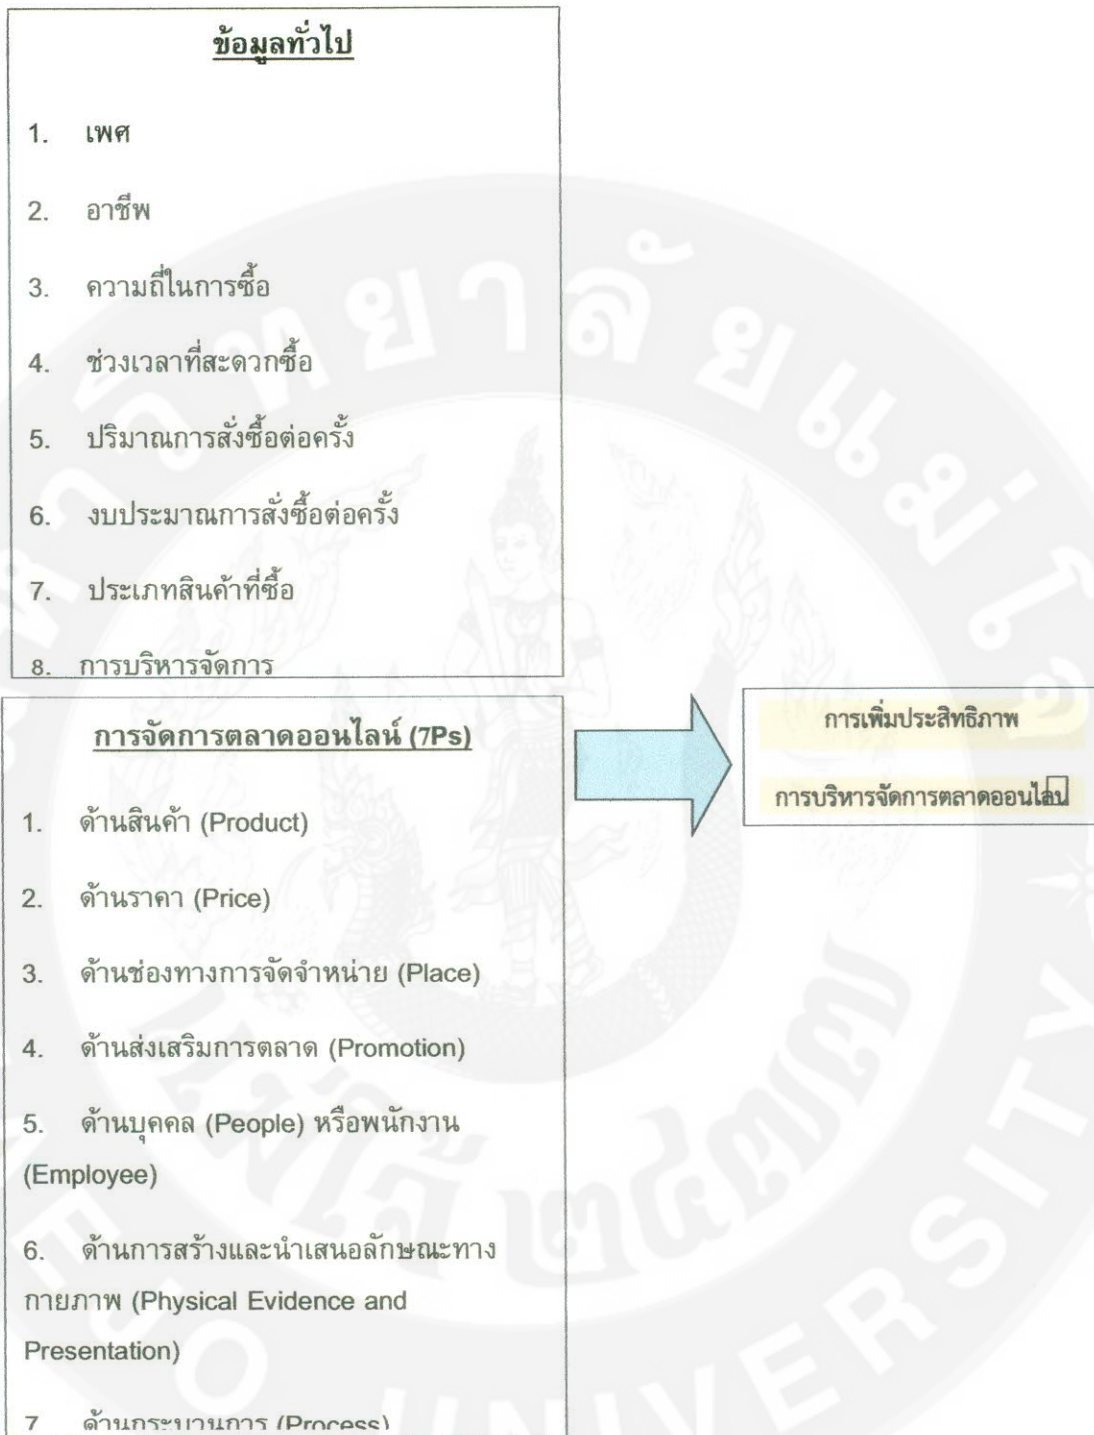 ข้อมูลทั่วไป
1. เพศ
2. อาชีพ
3. ความถี่ในการซื้อ
4. ช่วงเวลาที่สะดวกซื้อ
5. ปริมาณการสั่งซื้อต่อครั้ง
6. งบประมาณการสั่งซื้อต่อครั้ง
7. ประเภทสินค้าที่ซื้อ
8. การบริหารจัดการ
การจัดการตลาดออนไลน์ (7Ps)
1. ด้านสินค้า (Product)
2. ด้านราคา (Price)
3. ด้านช่องทางการจัดจำหน่าย (Place)
4. ด้านส่งเสริมการตลาด (Promotion)
5. ด้านบุคคล (People) หรือพนักงาน
(Employee)
6. ด้านการสร้างและนำเสนอลักษณะทาง
กายภาพ (Physical Evidence and
Presentation)
7 ด้านกระบวนการ (Process)
การเพิ่มประสิทธิภาพ
การบริหารจัดการตลาดออนไลน
แม่โจ้ ๒๔๗๗
UNIVERSITY